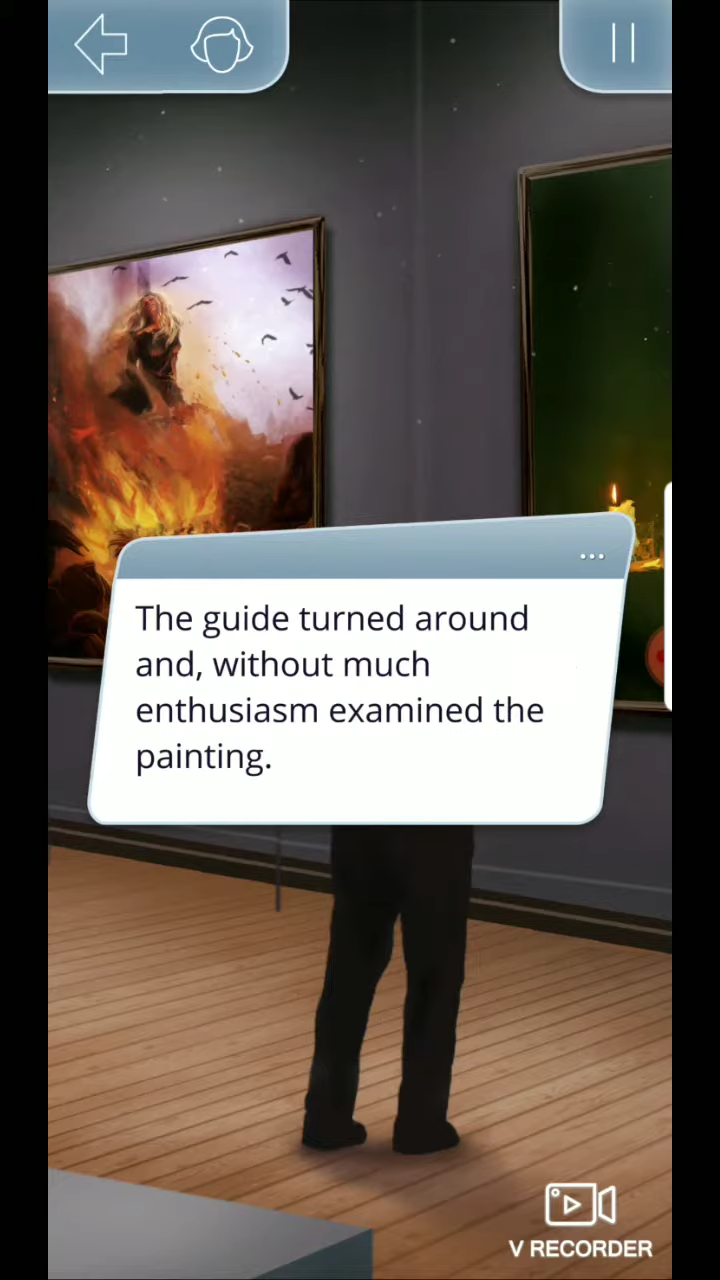 The guide turned around
and, without much
enthusiasm examined the
painting.
V RECORDER